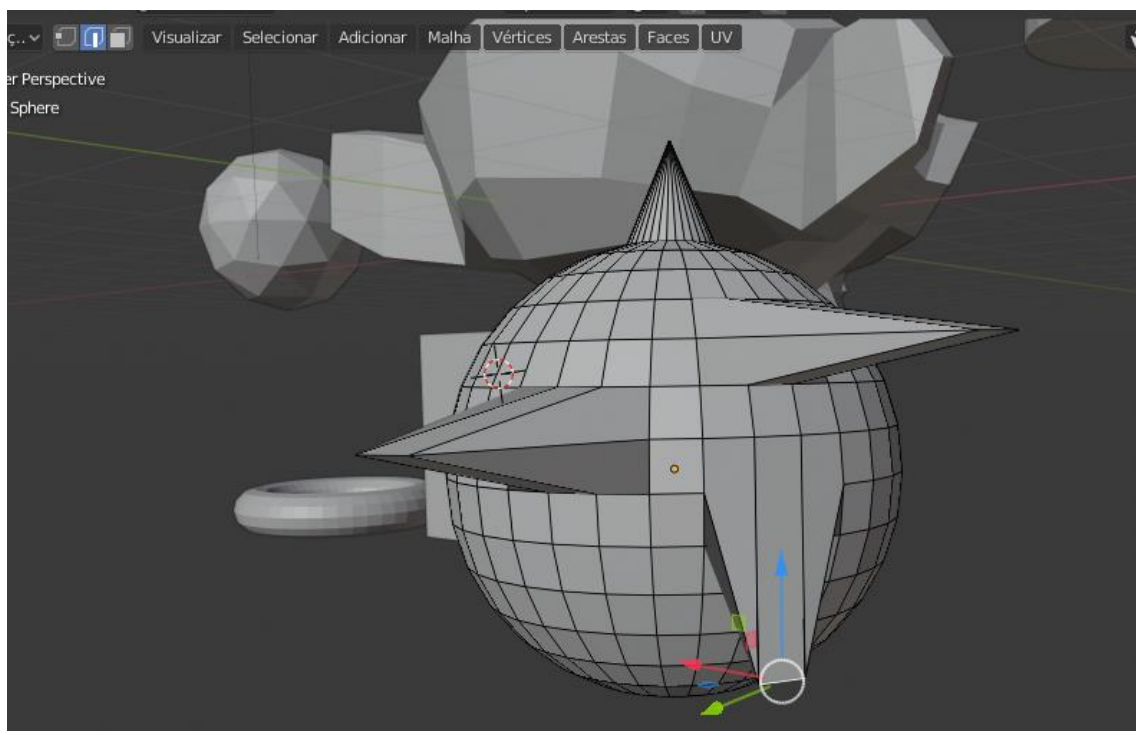 ç.. Visualizar Selecionar Adicionar Malha Vértices Arestas Faces UV
er Perspective
Sphere